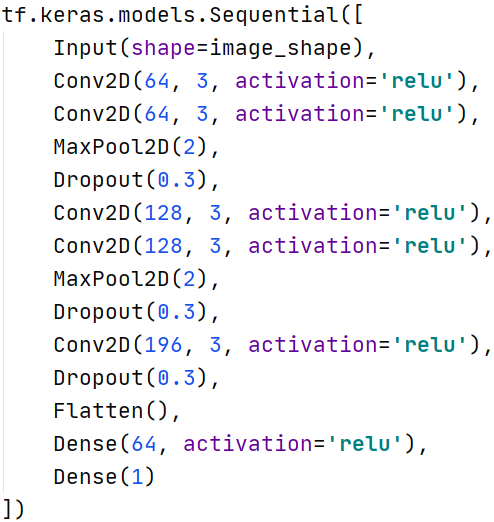 tf.keras.models.Sequential([
    Input(shape=image_shape),
    Conv2D(64, 3, activation='relu'),
    Conv2D(64, 3, activation='relu'),
    MaxPool2D(2),
    Dropout(0.3),
    Conv2D(128, 3, activation='relu'),
    Conv2D(128, 3, activation='relu'),
    MaxPool2D(2),
    Dropout(0.3),
    Conv2D(196, 3, activation='relu'),
    Dropout(0.3),
    Flatten(),
    Dense(64, activation='relu'),
    Dense(1)
])